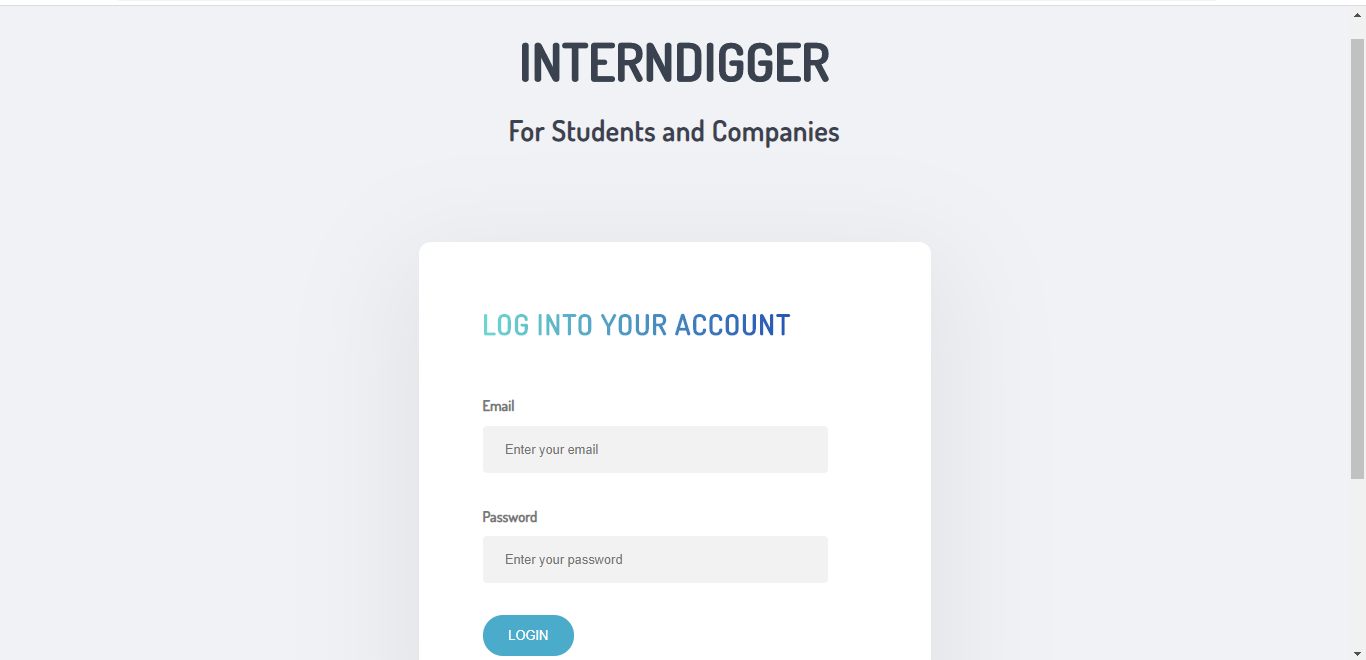 INTERNDIGGER
For Students and Companies
LOG INTO YOUR ACCOUNT
Email
Enter your email
Password
Enter your password
LOGIN